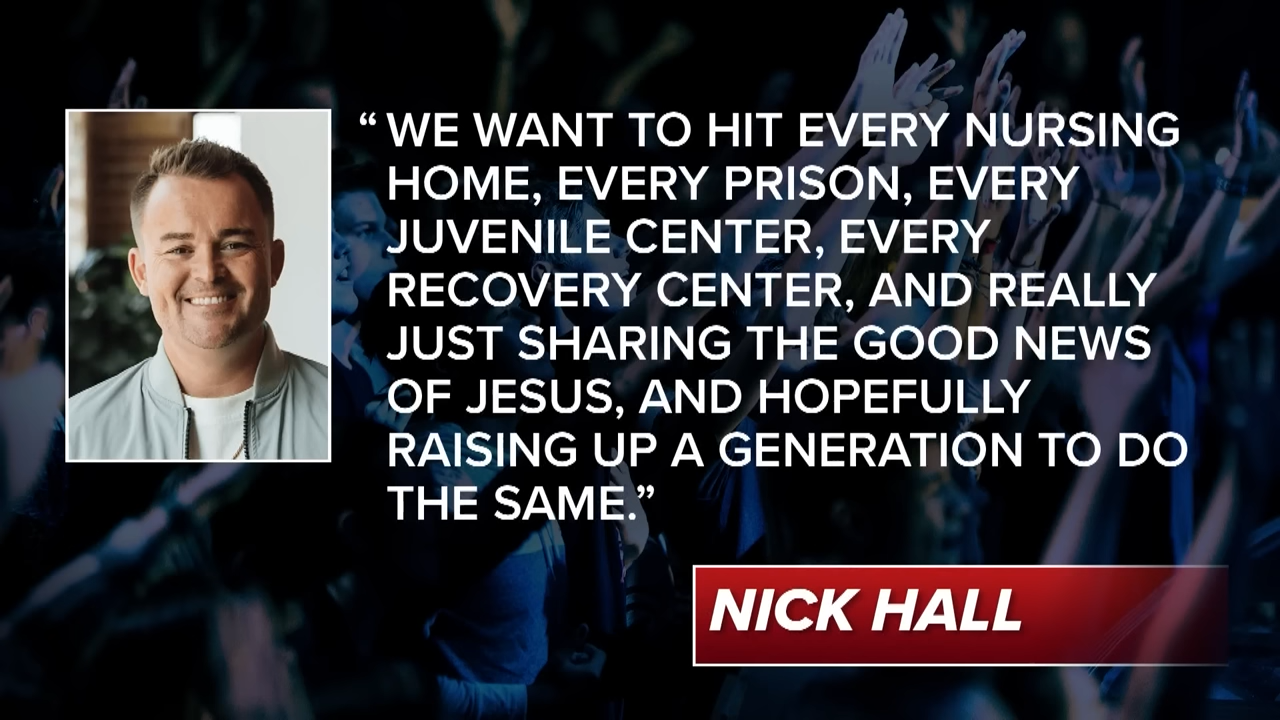 “ WE WANT TO HIT EVERY NURSING
HOME, EVERY PRISON, EVERY
JUVENILE CENTER, EVERY
RECOVERY CENTER, AND REALLY
JUST SHARING THE GOOD NEWS
OF JESUS, AND HOPEFULLY
RAISING UP A GENERATION TO DO
THE SAME.”
NICK HALL